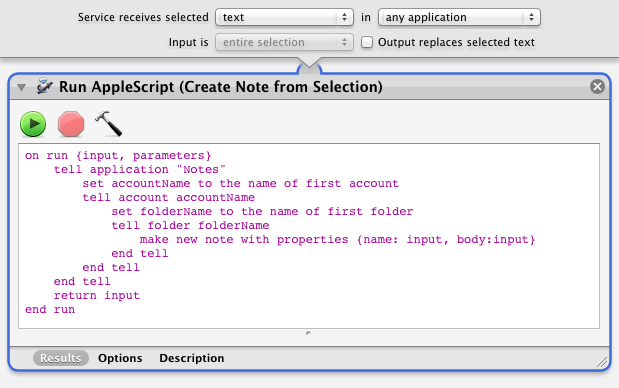 Service receives selected text in any application
Input is entire selection Output replaces selected text
Run AppleScript (Create Note from Selection)
on run {input, parameters}
    tell application "Notes"
        set accountName to the name of first account
        tell account accountName
            set folderName to the name of first folder
            tell folder folderName
                make new note with properties {name: input, body:input}
            end tell
        end tell
    end tell
    return input
end run
Results Options Description